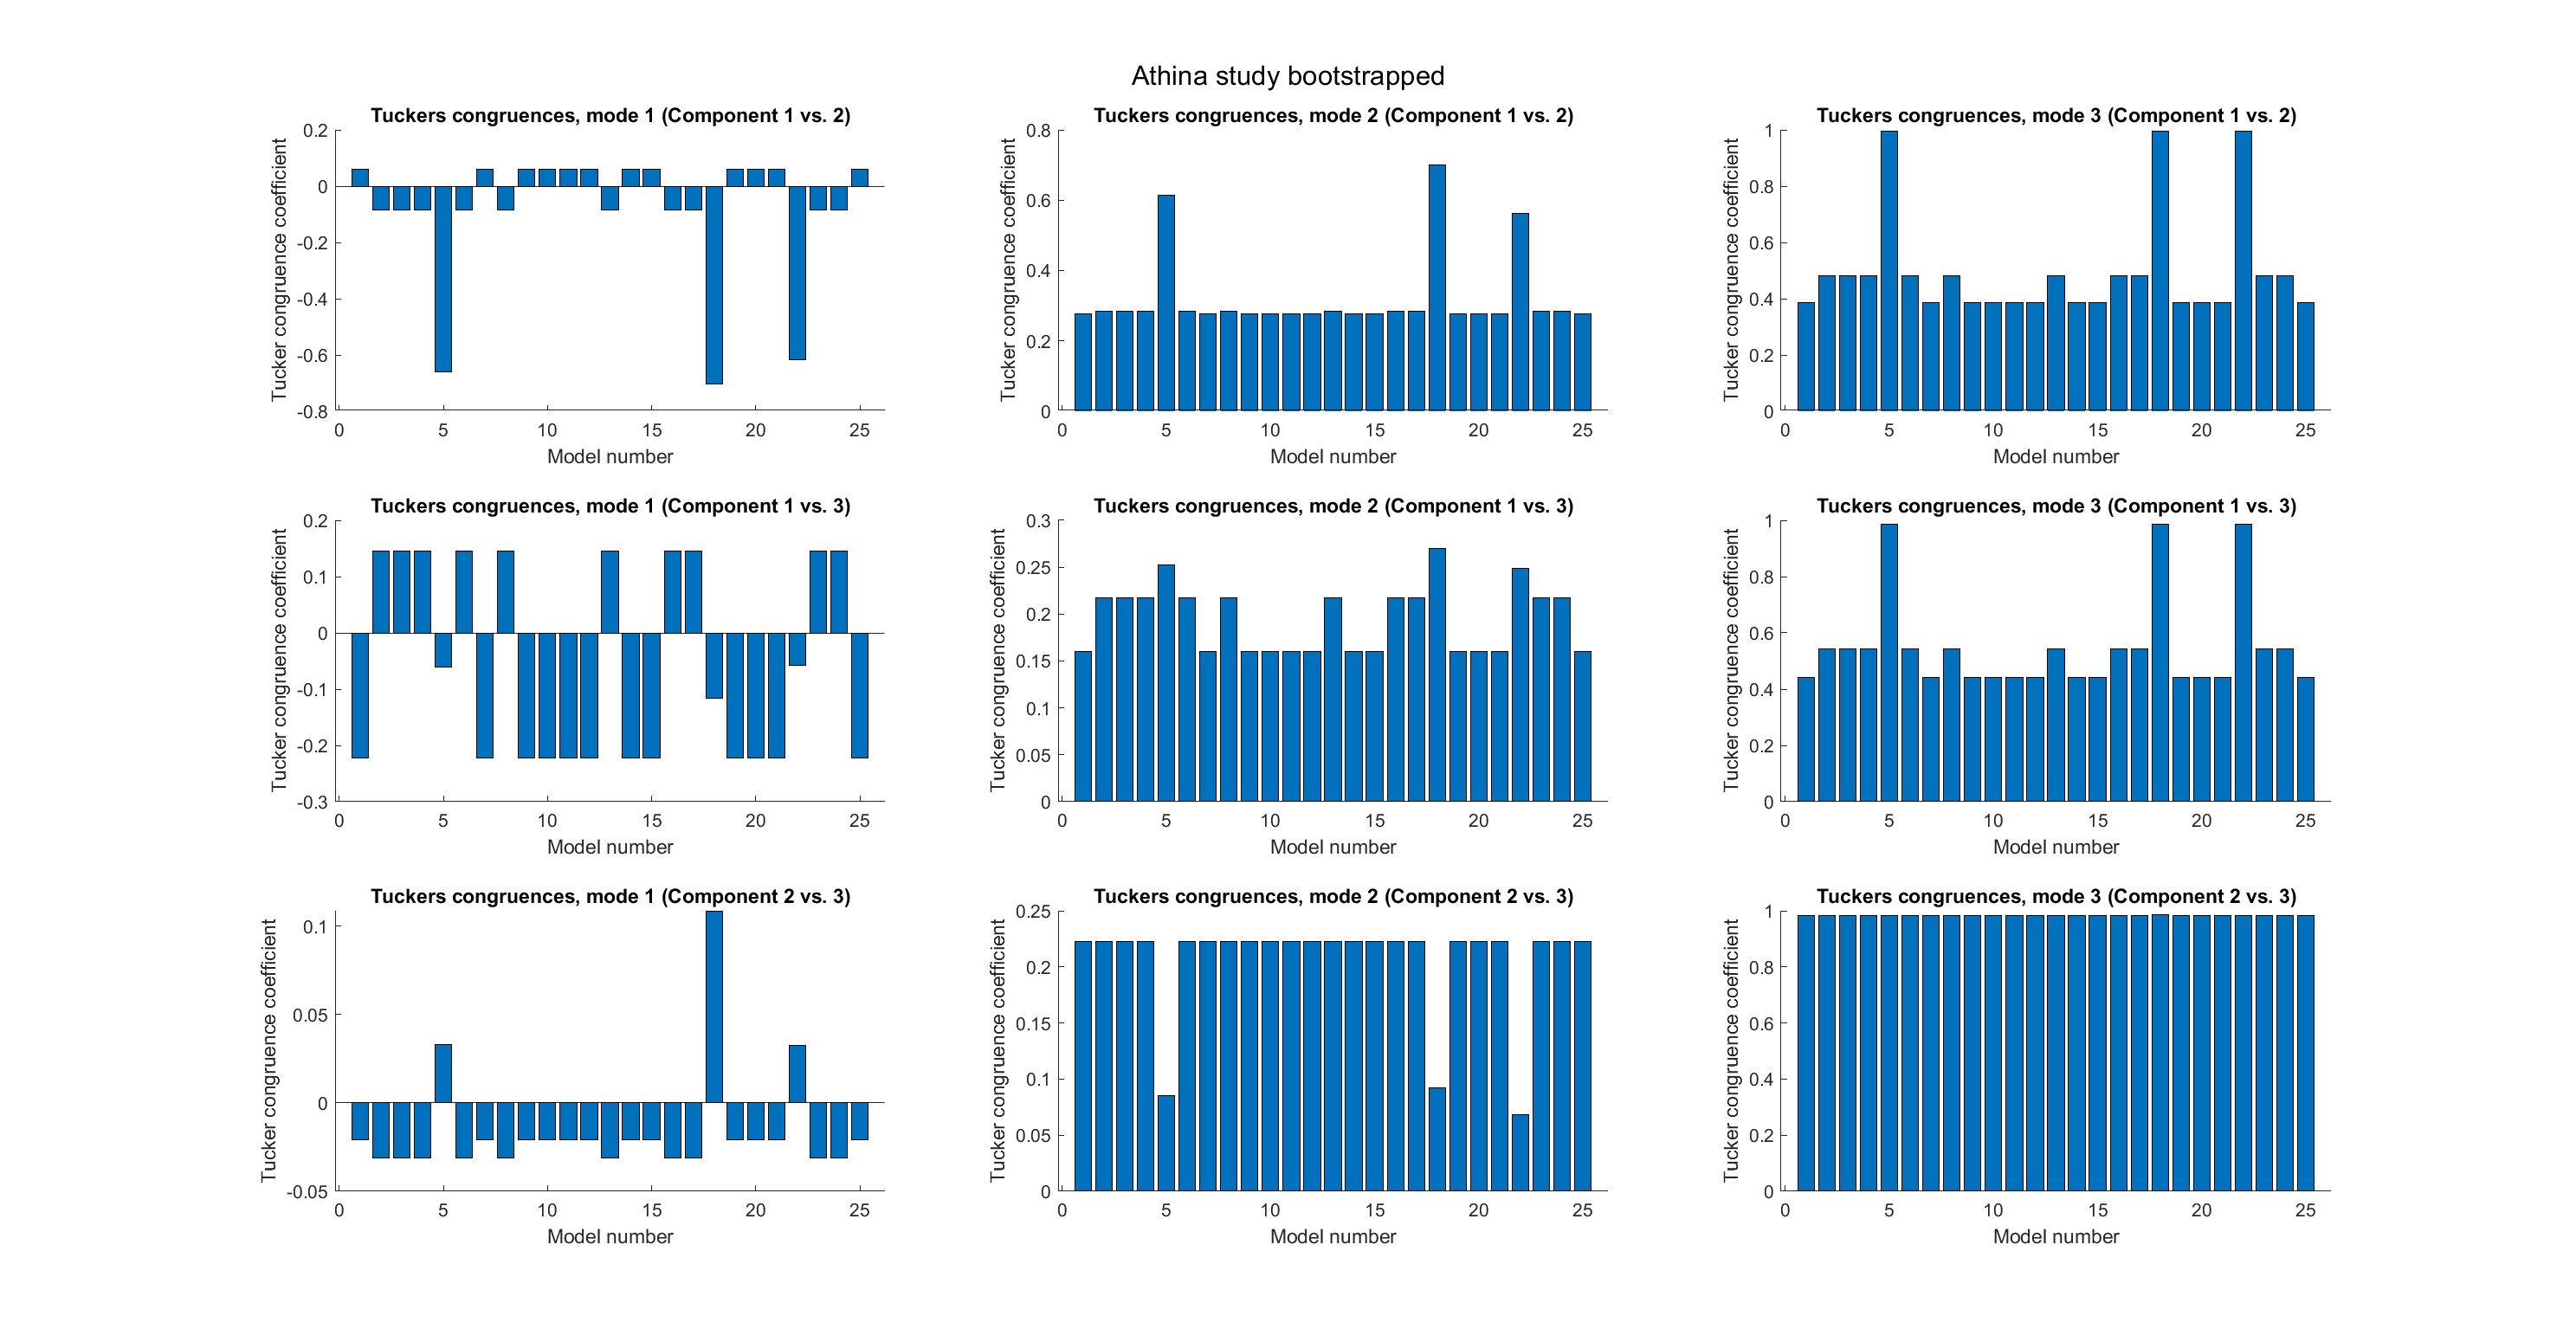 Athina study bootstrapped
Tuckers congruences, mode 1 (Component 1 vs. 2)
Tucker congruence coefficient
0.2
0
-0.2
-0.4
-0.6
-0.8
0 5 10 15 20 25
Model number
Tuckers congruences, mode 2 (Component 1 vs. 2)
Tucker congruence coefficient
0.8
0.6
0.4
0.2
0
0 5 10 15 20 25
Model number
Tuckers congruences, mode 3 (Component 1 vs. 2)
Tucker congruence coefficient
1
0.8
0.6
0.4
0.2
0
0 5 10 15 20 25
Model number
Tuckers congruences, mode 1 (Component 1 vs. 3)
Tucker congruence coefficient
0.2
0.1
0
-0.1
-0.2
-0.3
0 5 10 15 20 25
Model number
Tuckers congruences, mode 2 (Component 1 vs. 3)
Tucker congruence coefficient
0.3
0.25
0.2
0.15
0.1
0.05
0
0 5 10 15 20 25
Model number
Tuckers congruences, mode 3 (Component 1 vs. 3)
Tucker congruence coefficient
1
0.8
0.6
0.4
0.2
0
0 5 10 15 20 25
Model number
Tuckers congruences, mode 1 (Component 2 vs. 3)
Tucker congruence coefficient
0.1
0.05
0
-0.05
0 5 10 15 20 25
Model number
Tuckers congruences, mode 2 (Component 2 vs. 3)
Tucker congruence coefficient
0.25
0.2
0.15
0.1
0.05
0
0 5 10 15 20 25
Model number
Tuckers congruences, mode 3 (Component 2 vs. 3)
Tucker congruence coefficient
1
0.8
0.6
0.4
0.2
0
0 5 10 15 20 25
Model number